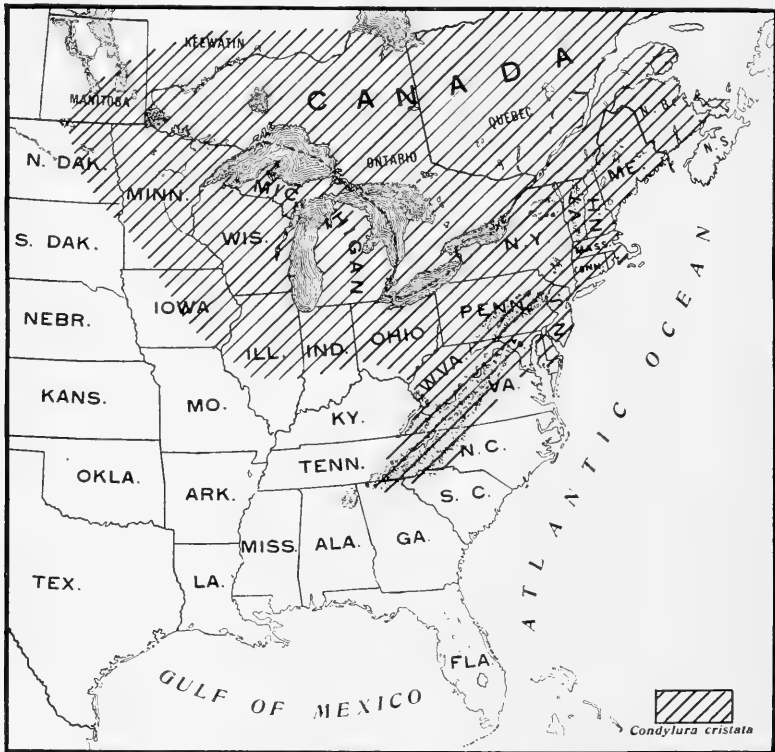 KEEWATIN
MANITOBA
CANADA
QUEBEC
ONTARIO
N. B.
N. S.
ME.
N. DAK.
MINN.
MICHIGAN
WIS.
N.Y.
MASS.
CONN.
S. DAK.
IOWA
PENN.
NEBR.
ILL.
IND.
OHIO
W.VA.
VA.
KANS.
MO.
KY.
OKLA.
ARK.
TENN.
N.C.
S. C.
TEX.
LA.
MISS.
ALA.
GA.
FLA.
ATLANTIC OCEAN
GULF OF MEXICO
Condylura cristata